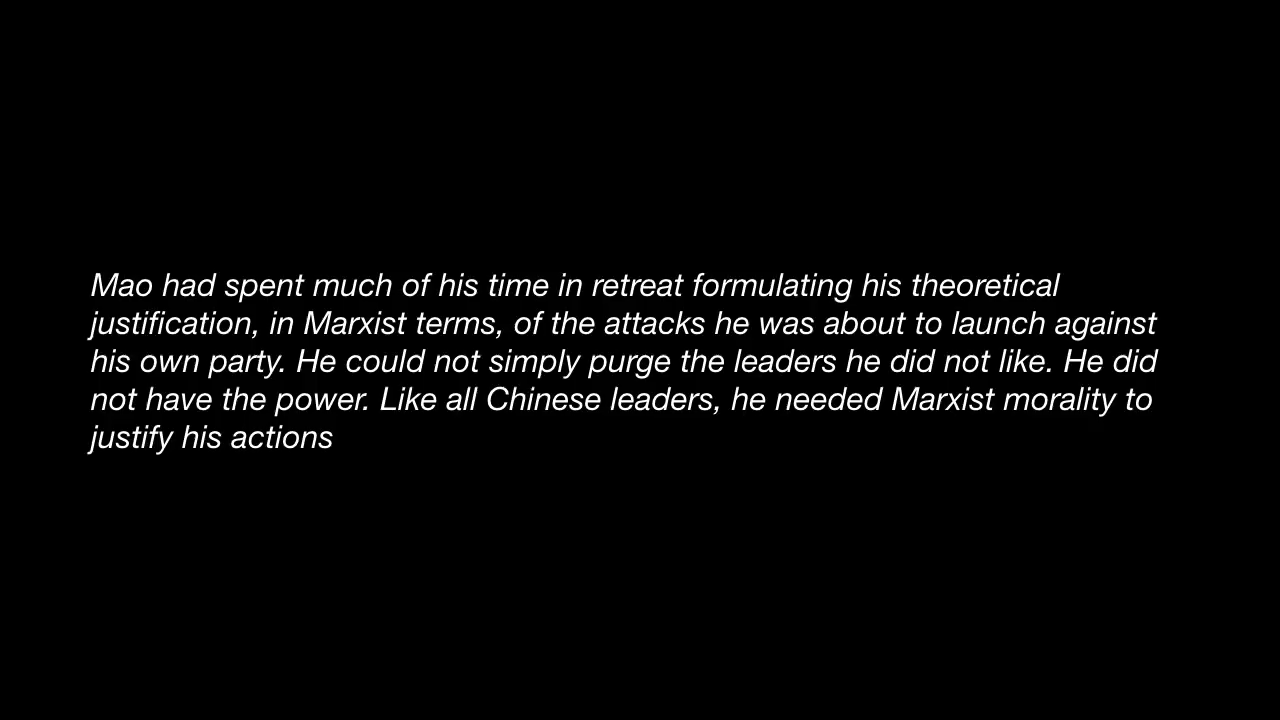 Mao had spent much of his time in retreat formulating his theoretical
justification, in Marxist terms, of the attacks he was about to launch against
his own party. He could not simply purge the leaders he did not like. He did
not have the power. Like all Chinese leaders, he needed Marxist morality to
justify his actions